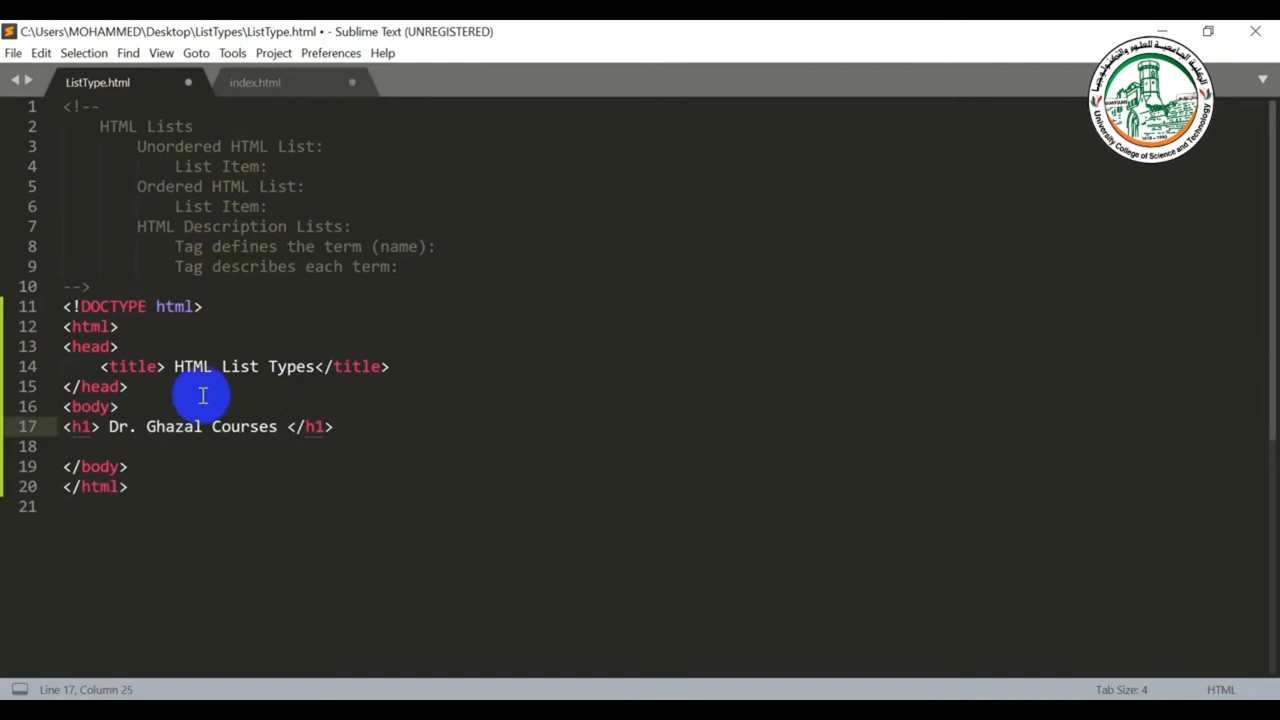 C:\Users\MOHAMMED\Desktop\ListTypes\ListType.html • - Sublime Text (UNREGISTERED)
File Edit Selection Find View Goto Tools Project Preferences Help
ListType.html index.html
1 <!--
2 HTML Lists
3 Unordered HTML List:
4 List Item:
5 Ordered HTML List:
6 List Item:
7 HTML Description Lists:
8 Tag defines the term (name):
9 Tag describes each term:
10 -->
11 <!DOCTYPE html>
12 <html>
13 <head>
14 <title> HTML List Types</title>
15 </head>
16 <body>
17 <h1> Dr. Ghazal Courses </h1>
18
19 </body>
20 </html>
21
الكلية الجامعية للعلوم والتكنولوجيا
University College of Science and Technology
Line 17, Column 25 Tab Size: 4 HTML